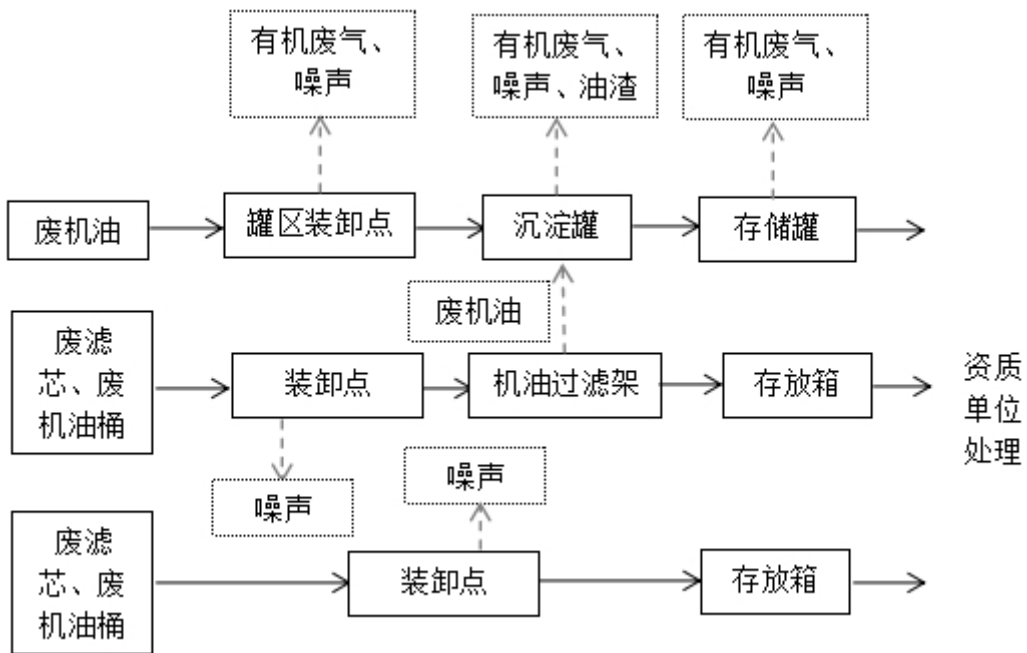 有机废气、
噪声
有机废气、
噪声、油渣
有机废气、
噪声
废机油
罐区装卸点
沉淀罐
存储罐
废机油
废滤
芯、废
机油桶
装卸点
机油过滤架
存放箱
资质
单位
处理
噪声
噪声
废滤
芯、废
机油桶
装卸点
存放箱